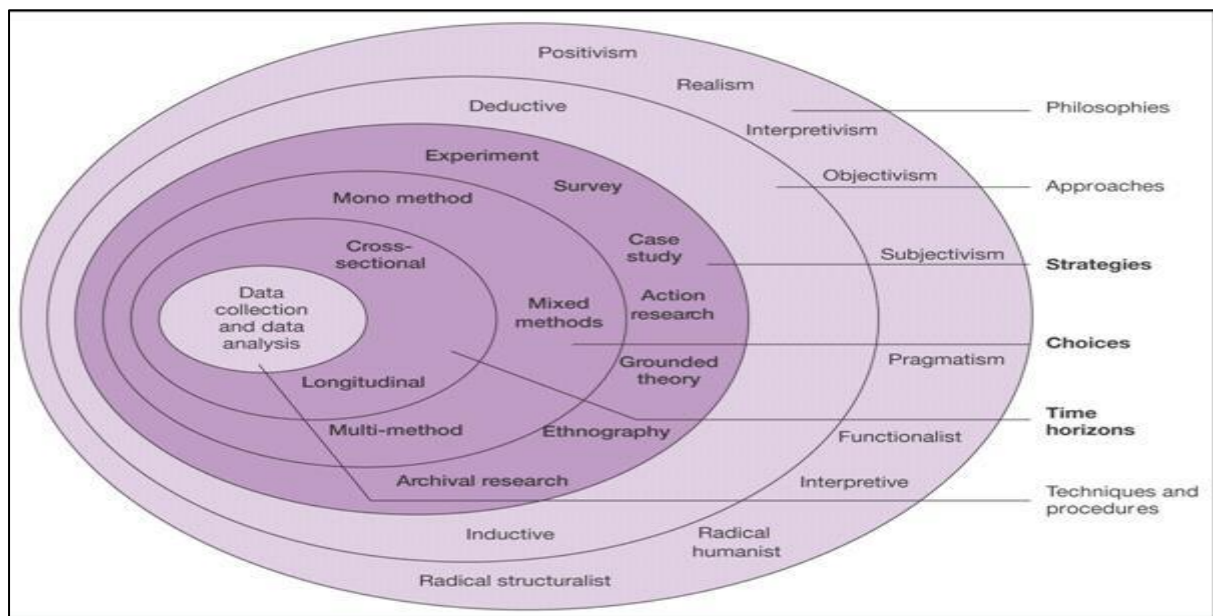 Positivism
Realism
Philosophies
Deductive
Interpretivism
Experiment
Objectivism
Approaches
Survey
Mono method
Cross-
sectional
Case
study
Subjectivism
Strategies
Data
collection
and data
analysis
Mixed
methods
Action
research
Choices
Grounded
theory
Pragmatism
Longitudinal
Time
horizons
Multi-method
Ethnography
Functionalist
Archival research
Interpretive
Techniques and
procedures
Inductive
Radical
humanist
Radical structuralist